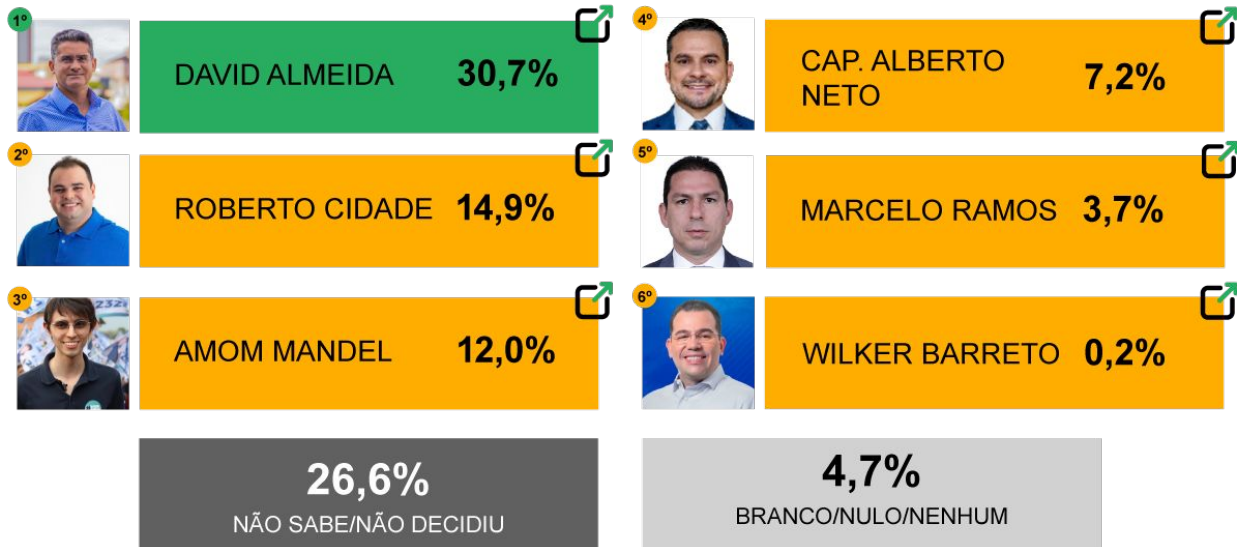 1º
DAVID ALMEIDA 30,7%
2º
ROBERTO CIDADE 14,9%
3º
AMOM MANDEL 12,0%
4º
CAP. ALBERTO
NETO
7,2%
5º
MARCELO RAMOS 3,7%
6º
WILKER BARRETO 0,2%
26,6%
NÃO SABE/NÃO DECIDIU
4,7%
BRANCO/NULO/NENHUM